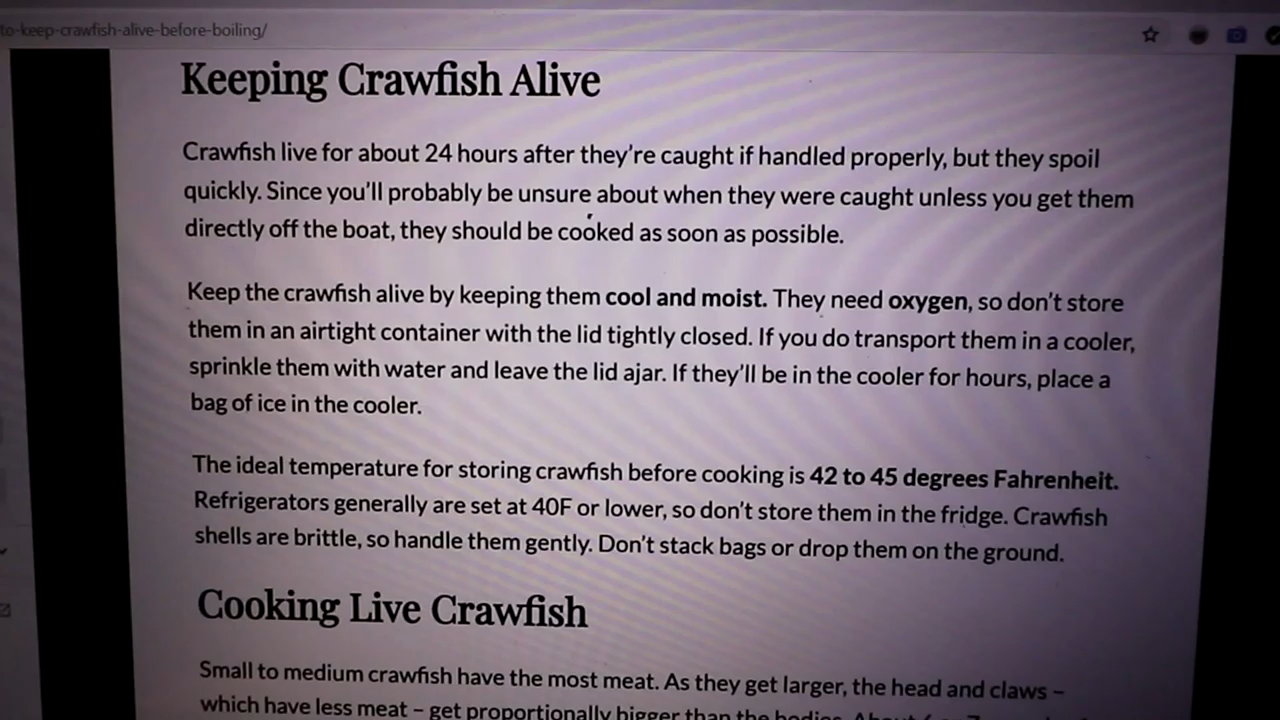 to-keep-crawfish-alive-before-boiling/
Keeping Crawfish Alive
Crawfish live for about 24 hours after they're caught if handled properly, but they spoil
quickly. Since you'll probably be unsure about when they were caught unless you get them
directly off the boat, they should be cooked as soon as possible.
Keep the crawfish alive by keeping them cool and moist. They need oxygen, so don't store
them in an airtight container with the lid tightly closed. If you do transport them in a cooler,
sprinkle them with water and leave the lid ajar. If they'll be in the cooler for hours, place a
bag of ice in the cooler.
The ideal temperature for storing crawfish before cooking is 42 to 45 degrees Fahrenheit.
Refrigerators generally are set at 40F or lower, so don't store them in the fridge. Crawfish
shells are brittle, so handle them gently. Don't stack bags or drop them on the ground.
Cooking Live Crawfish
Small to medium crawfish have the most meat. As they get larger, the head and claws –
which have less meat – get proportionally bigger than the bodies.